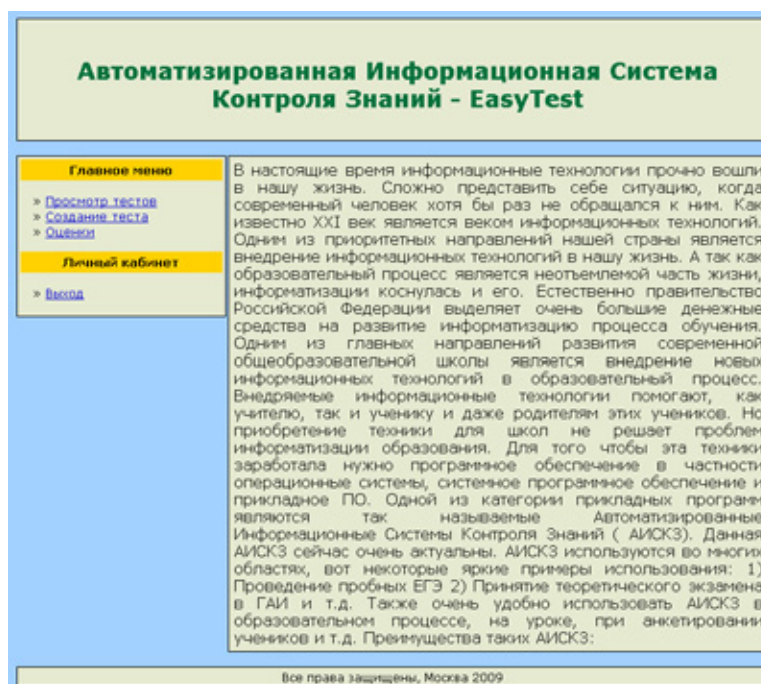 Автоматизированная Информационная Система
Контроля Знаний - EasyTest
Главное меню
» Просмотр тестов
» Создание теста
» Оценки
Личный кабинет
» Выход
В настоящие время информационные технологии прочно вошли
в нашу жизнь. Сложно представить себе ситуацию, когда
современный человек хотя бы раз не обращался к ним. Как
известно XXI век является веком информационных технологий.
Одним из приоритетных направлений нашей страны является
внедрение информационных технологий в нашу жизнь. А так как
образовательный процесс является неотъемлемой часть жизни,
информатизации коснулась и его. Естественно правительство
Российской Федерации выделяет очень большие денежные
средства на развитие информатизацию процесса обучения.
Одним из главных направлений развития современной
общеобразовательной школы является внедрение новых
информационных технологий в образовательный процесс.
Внедряемые информационные технологии помогают, как
учителю, так и ученику и даже родителям этих учеников. Но
приобретение техники для школ не решает проблем
информатизации образования. Для того чтобы эта техники
заработала нужно программное обеспечение в частности
операционные системы, системное программное обеспечение и
прикладное ПО. Одной из категории прикладных программ
являются так называемые Автоматизированные
Информационные Системы Контроля Знаний ( АИСКЗ). Данная
АИСКЗ сейчас очень актуальны. АИСКЗ используются во многих
областях, вот некоторые яркие примеры использования: 1)
Проведение пробных ЕГЭ 2) Принятие теоретического экзамена
в ГАИ и т.д. Также очень удобно использовать АИСКЗ в
образовательном процессе, на уроке, при анкетировании
учеников и т.д. Преимущества таких АИСКЗ:
Все права защищены, Москва 2009